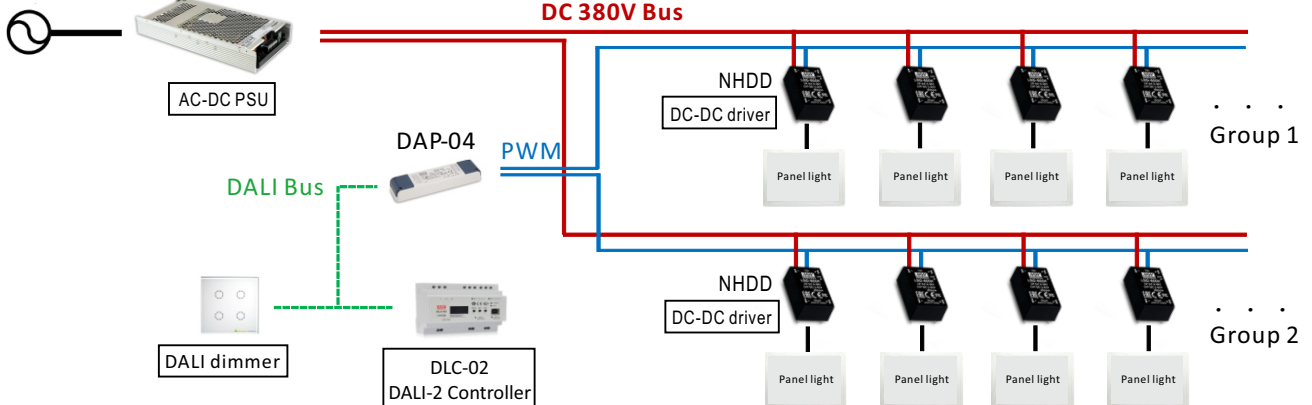 DC 380V Bus
AC-DC PSU
NHDD
DC-DC driver
. . .
Group 1
Panel light
Panel light
Panel light
Panel light
DAP-04
PWM
DALI Bus
NHDD
DC-DC driver
. . .
Group 2
DALI dimmer
DLC-02
DALI-2 Controller
Panel light
Panel light
Panel light
Panel light